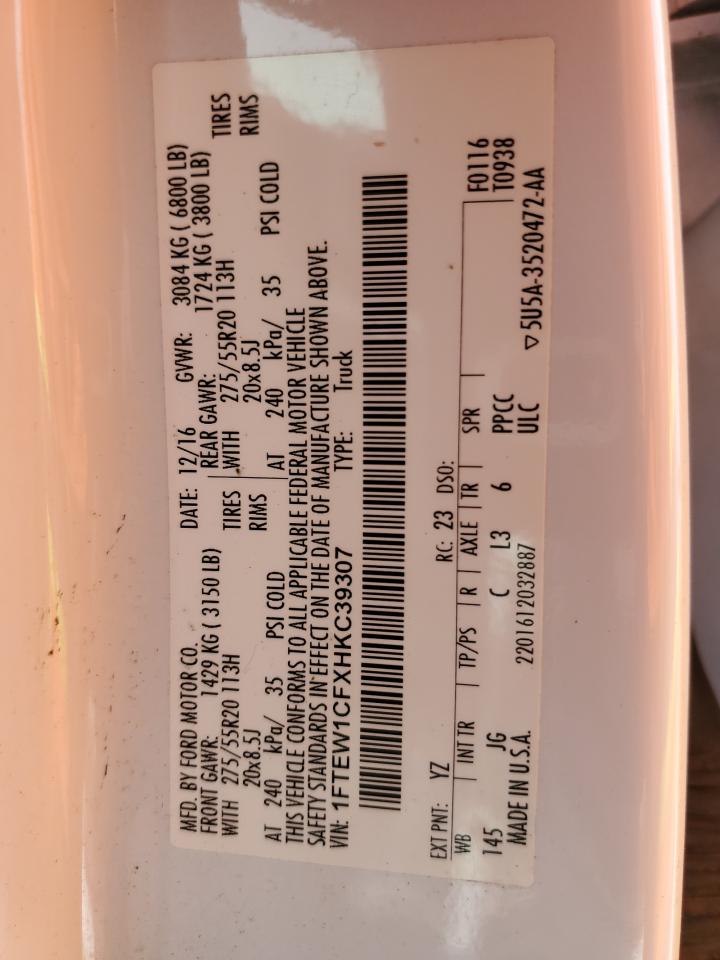 MFD. BY FORD MOTOR CO. DATE: 12/16 GVWR: 3084 KG ( 6800 LB)
FRONT GAWR: 1429 KG ( 3150 LB) REAR GAWR: 1724 KG ( 3800 LB)
WITH 275/55R20 113H TIRES WITH 275/55R20 113H TIRES
20x8.5J RIMS 20x8.5J RIMS
AT 240 kPa/ 35 PSI COLD AT 240 kPa/ 35 PSI COLD
THIS VEHICLE CONFORMS TO ALL APPLICABLE FEDERAL MOTOR VEHICLE
SAFETY STANDARDS IN EFFECT ON THE DATE OF MANUFACTURE SHOWN ABOVE.
VIN: 1FTEW1CFXHKC39307 TYPE: Truck
EXT PNT: YZ RC: 23 DSO:
WB INT TR TP/PS R AXLE TR SPR F0116
145 JG C L3 6 PPCC T0938
MADE IN U.S.A. 2201612032887 ULC ▽5U5A-3520472-AA